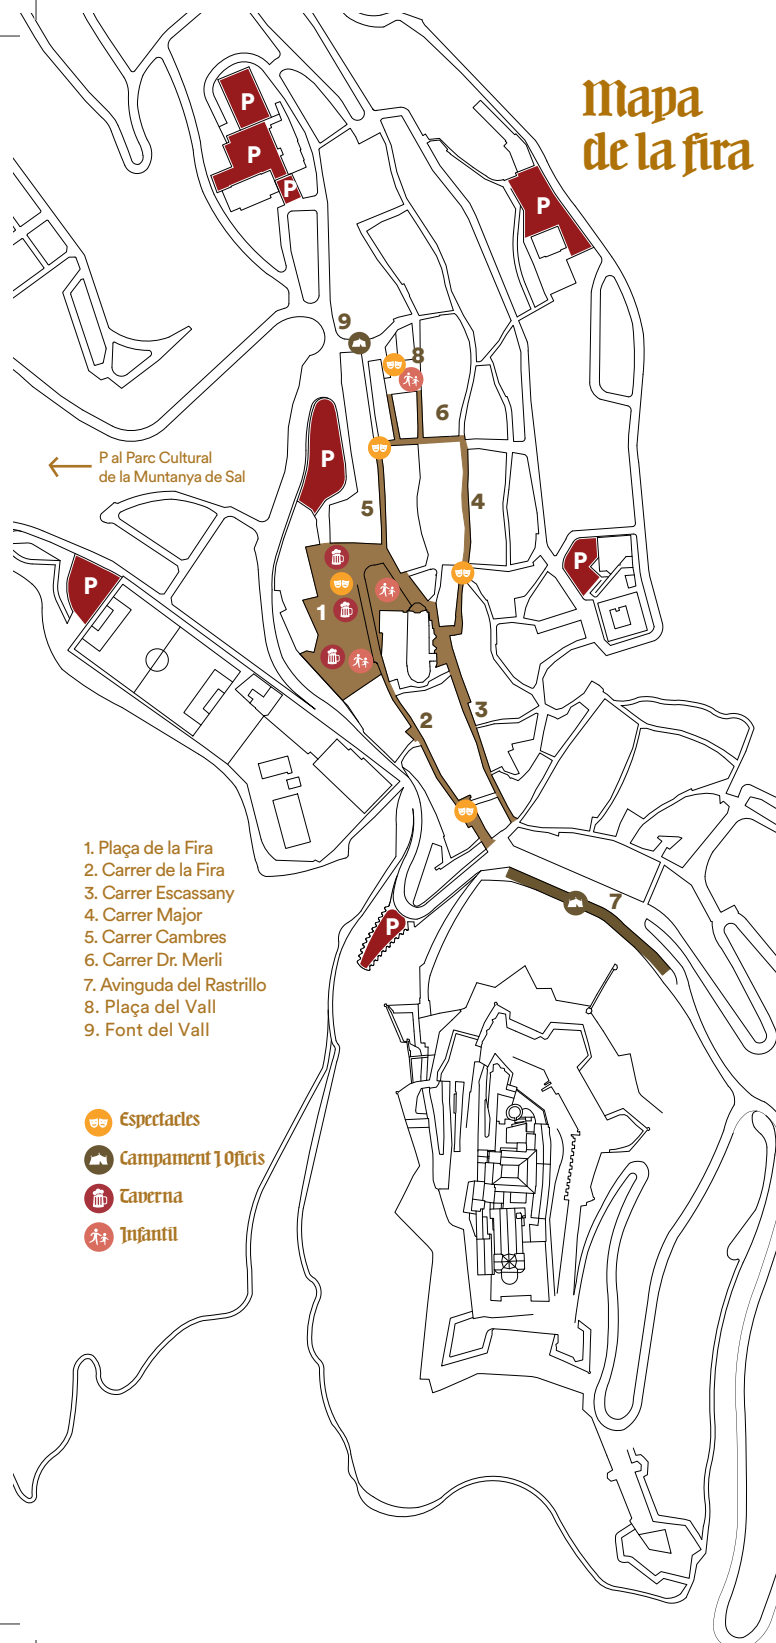 Mapa
de la fira
P
P
P
P
9
8
6
P al Parc Cultural
de la Muntanya de Sal
P
5
4
P
P
1
2
3
1. Plaça de la Fira
2. Carrer de la Fira
3. Carrer Escassany
4. Carrer Major
5. Carrer Cambres
6. Carrer Dr. Merli
7. Avinguda del Rastrillo
8. Plaça del Vall
9. Font del Vall
7
P
Espectacles
Campament I Oficis
Taverna
Infantil